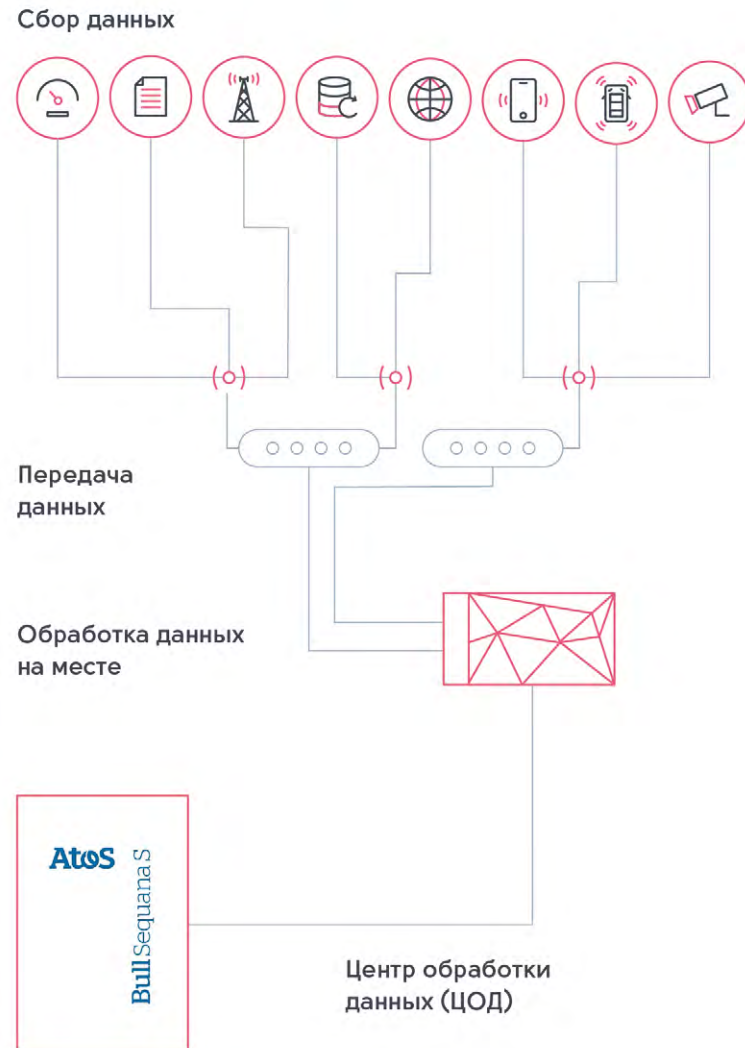 Сбор данных
Передача
данных
Обработка данных
на месте
Atos
BullSequana S
Центр обработки
данных (ЦОД)